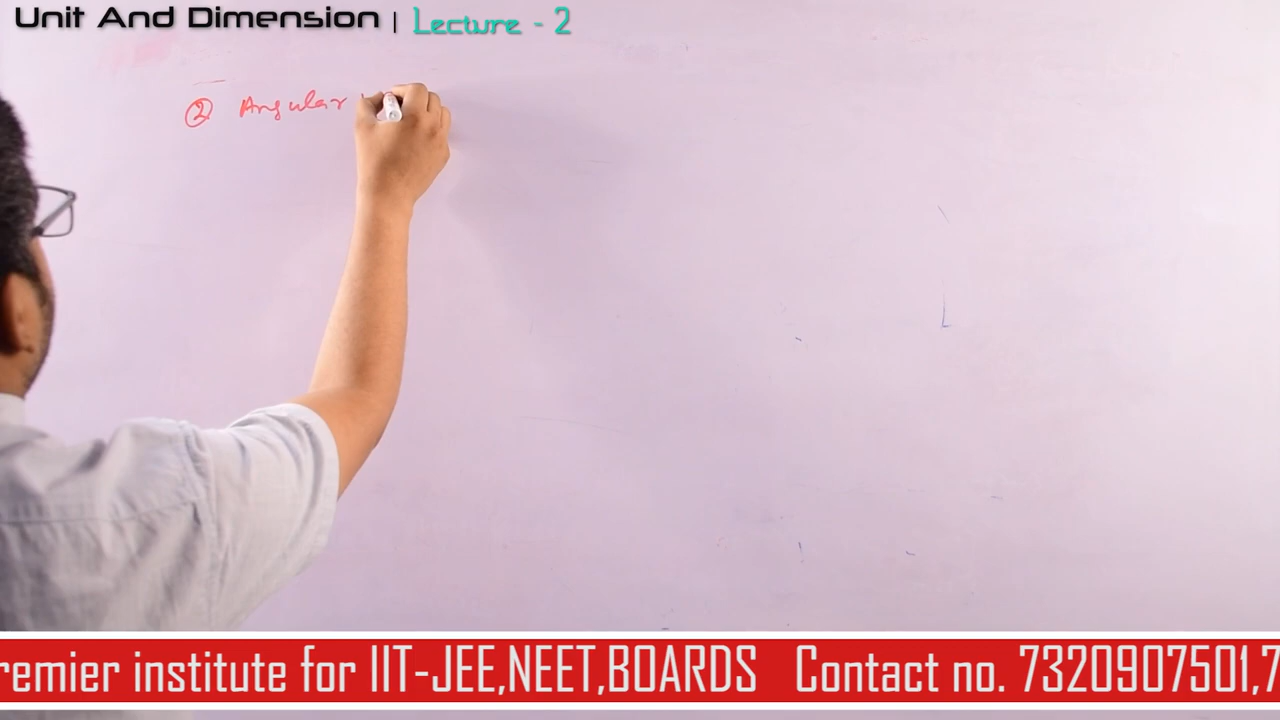 Unit And Dimension | Lecture - 2
② Angular
remier institute for IIT-JEE,NEET,BOARDS Contact no. 7320907501,7